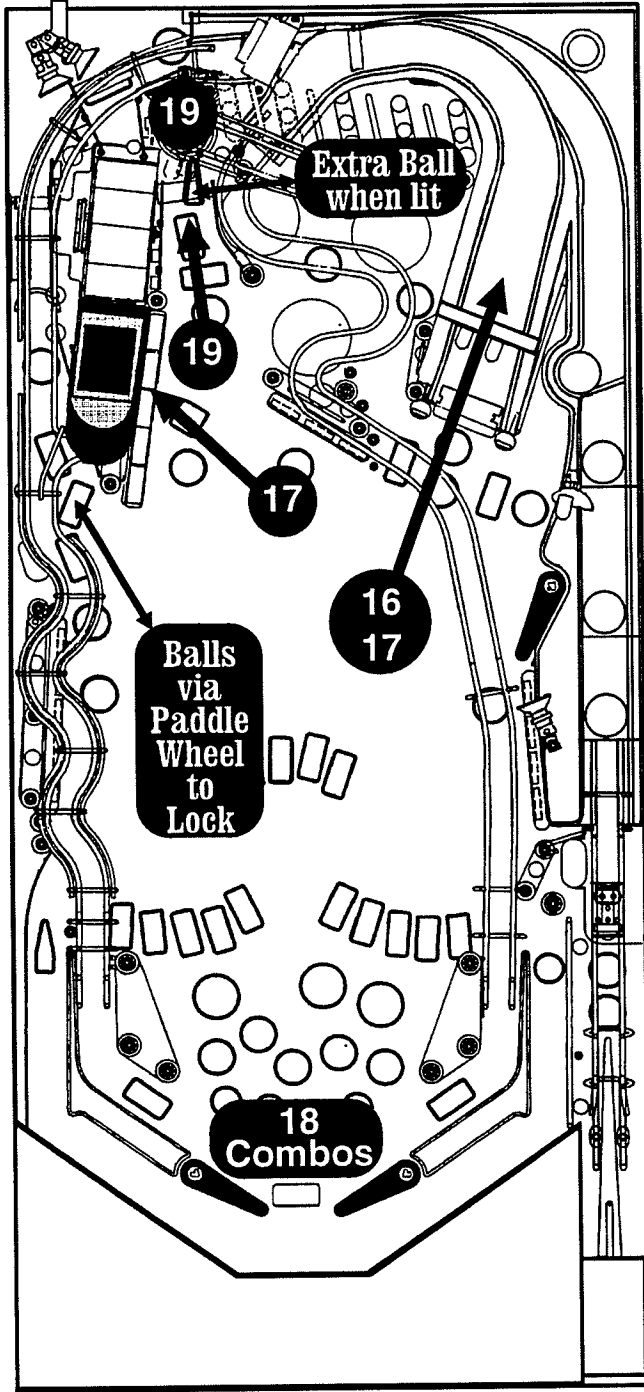 19
Extra Ball
when lit
19
17
16
17
Balls
via
Paddle
Wheel
to
Lock
18
Combos